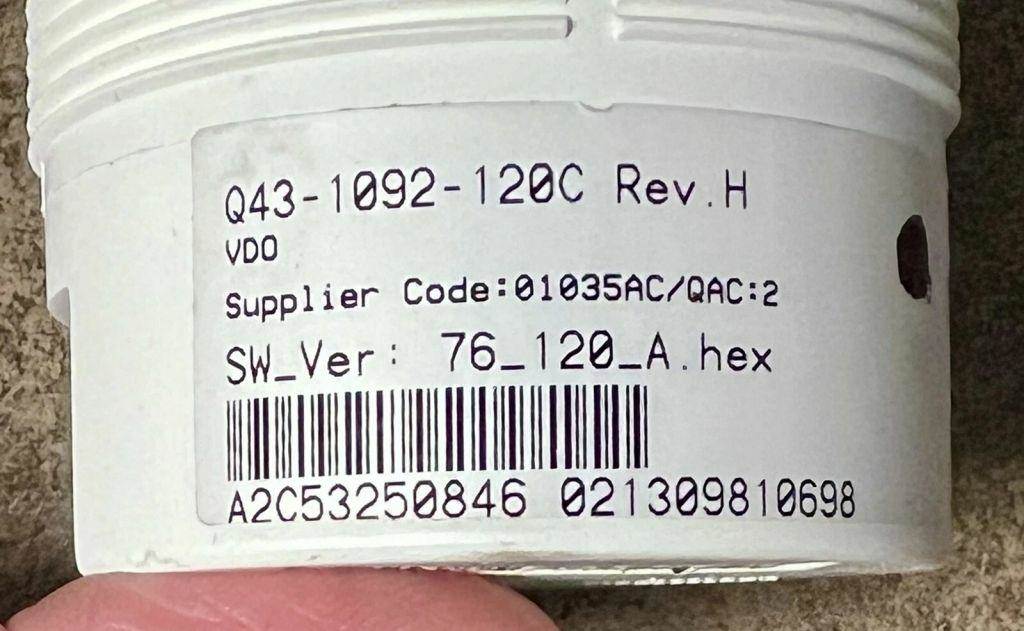 Q43-1092-120C Rev.H
VDO
Supplier Code:01035AC/QAC:2
SW_Ver: 76_120_A.hex
A2C53250846 021309810698